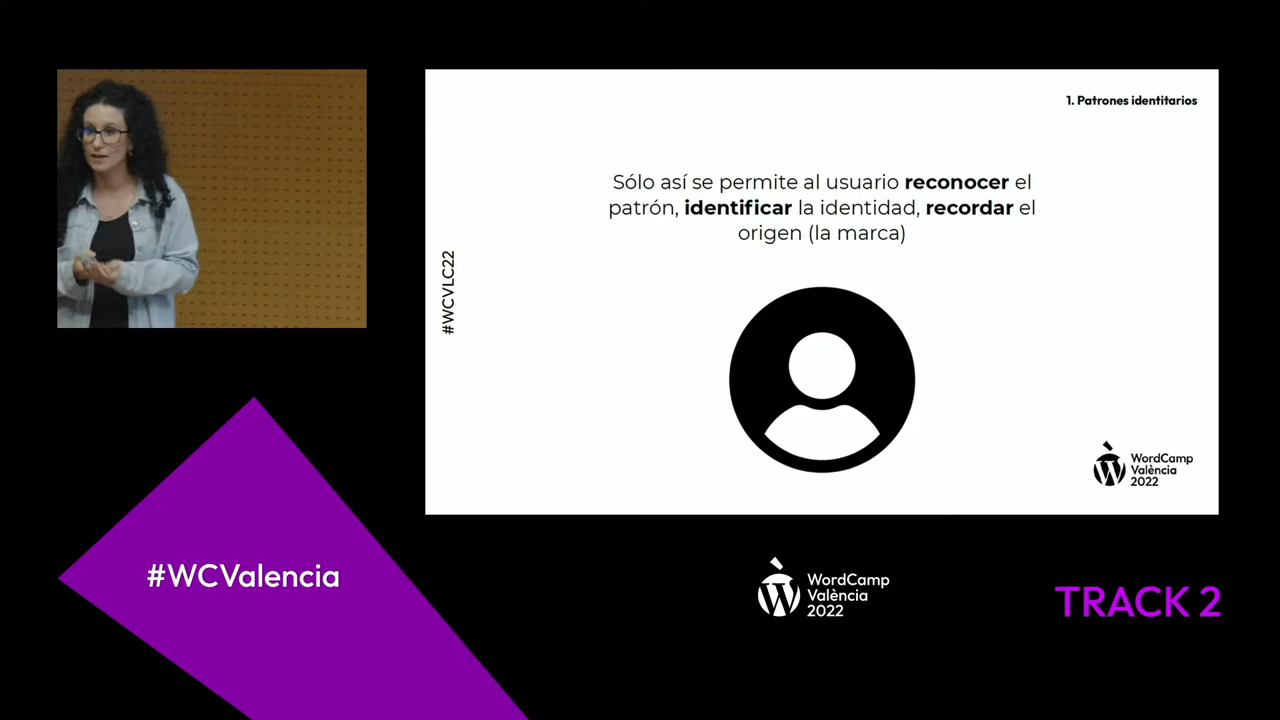 1. Patrones identitarios
Sólo así se permite al usuario reconocer el
patrón, identificar la identidad, recordar el
origen (la marca)
#WCVLC22
WordCamp
València
2022
#WCValencia
WordCamp
València
2022
TRACK 2